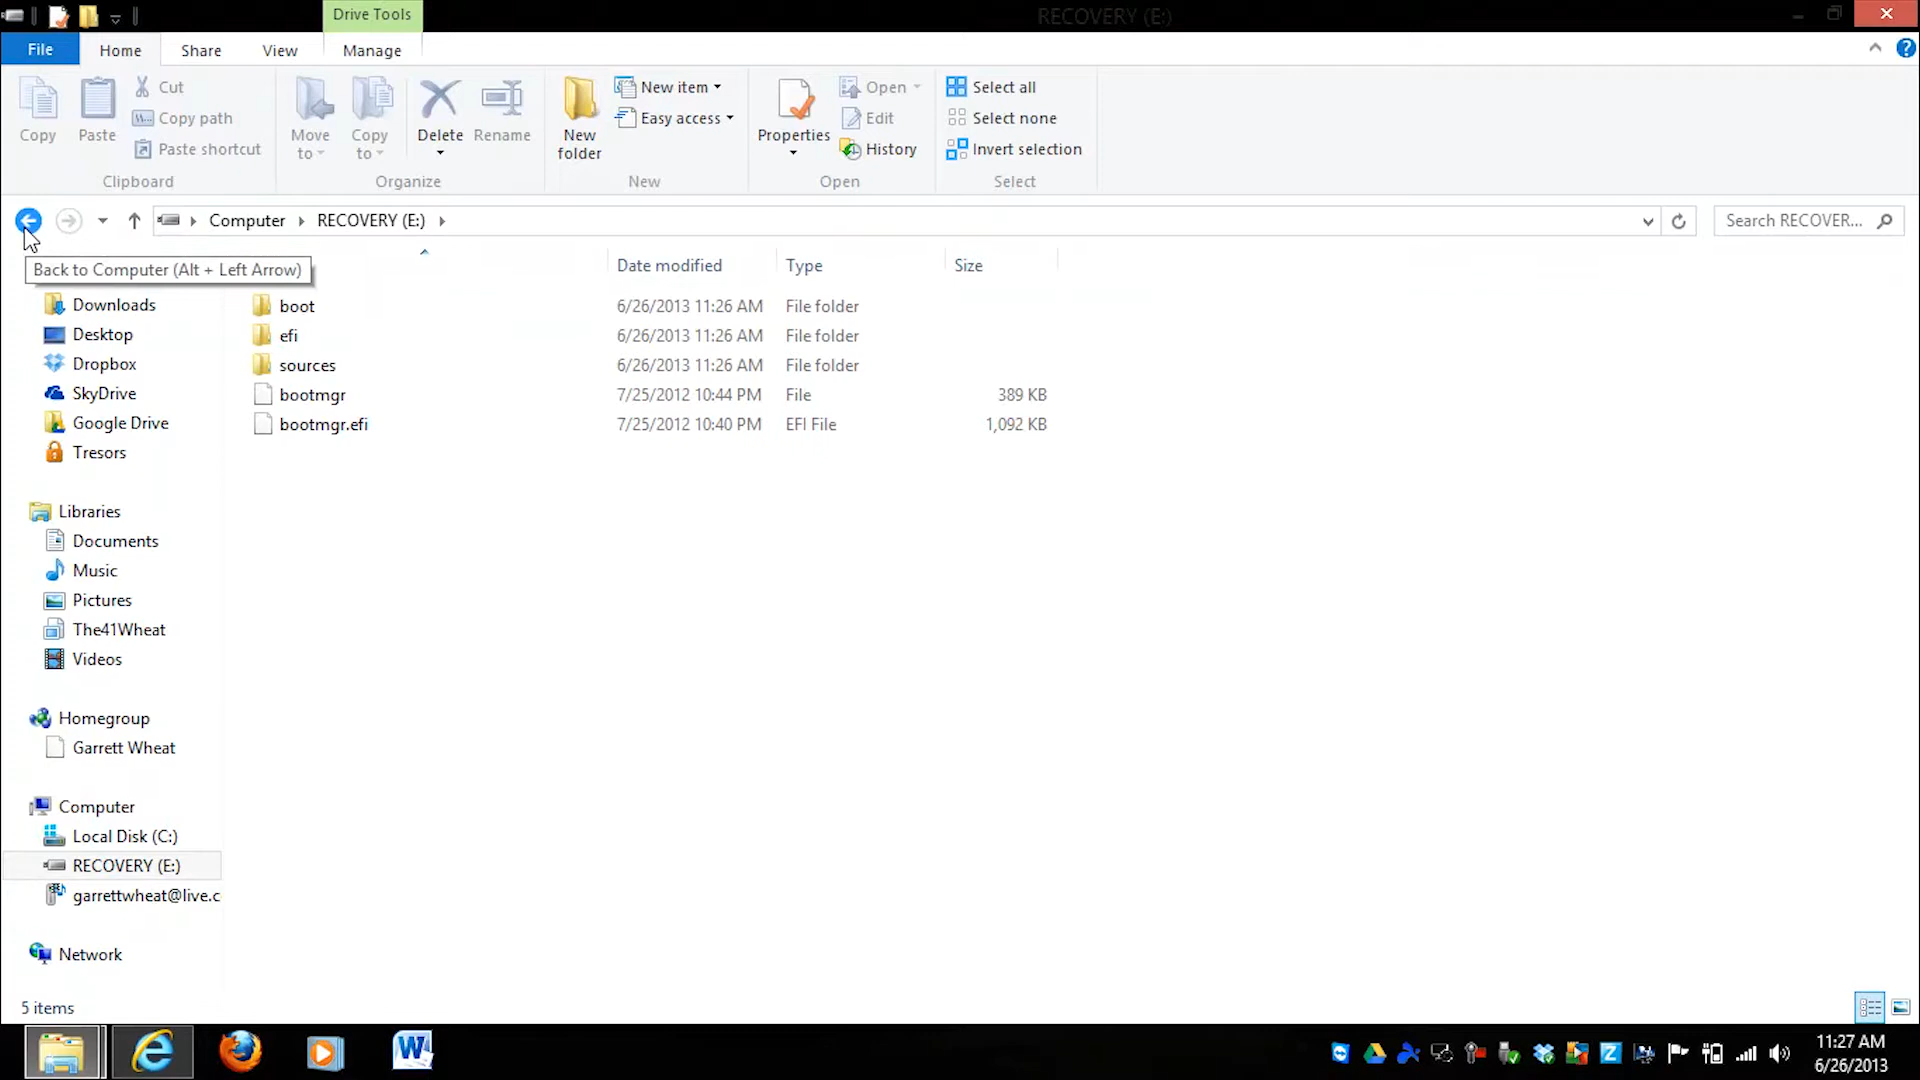 Drive Tools
RECOVERY (E:)
File
Home
Share
View
Manage
Copy
Paste
Cut
Copy path
Paste shortcut
Clipboard
Move to
Copy to
Delete
Rename
Organize
New folder
New item
Easy access
New
Properties
Open
Edit
History
Open
Select all
Select none
Invert selection
Select
Computer
RECOVERY (E:)
Search RECOVER...
Back to Computer (Alt + Left Arrow)
Date modified
Type
Size
Downloads
Desktop
Dropbox
SkyDrive
Google Drive
Tresors
Libraries
Documents
Music
Pictures
The41Wheat
Videos
Homegroup
Garrett Wheat
Computer
Local Disk (C:)
RECOVERY (E:)
garrettwheat@live.c
Network
boot 6/26/2013 11:26 AM File folder
efi 6/26/2013 11:26 AM File folder
sources 6/26/2013 11:26 AM File folder
bootmgr 7/25/2012 10:44 PM File 389 KB
bootmgr.efi 7/25/2012 10:40 PM EFI File 1,092 KB
5 items
11:27 AM
6/26/2013